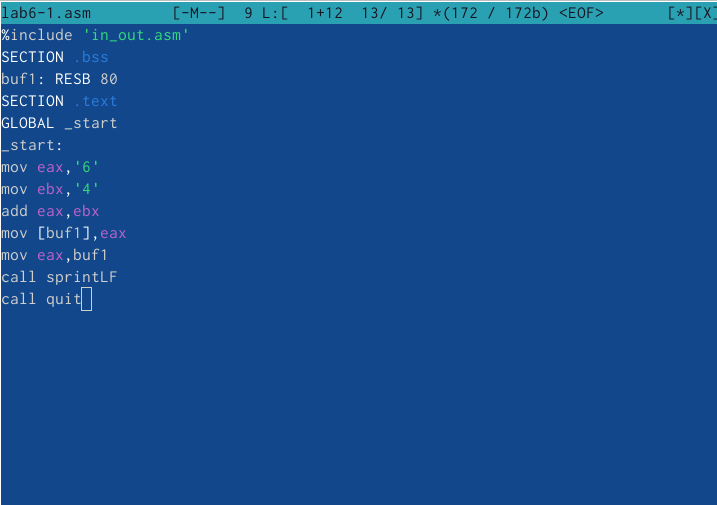 lab6-1.asm [-M--] 9 L:[ 1+12 13/ 13] *(172 / 172b) <EOF> [*][X]
%include 'in_out.asm'
SECTION .bss
buf1: RESB 80
SECTION .text
GLOBAL _start
_start:
mov eax,'6'
mov ebx,'4'
add eax,ebx
mov [buf1],eax
mov eax,buf1
call sprintLF
call quit